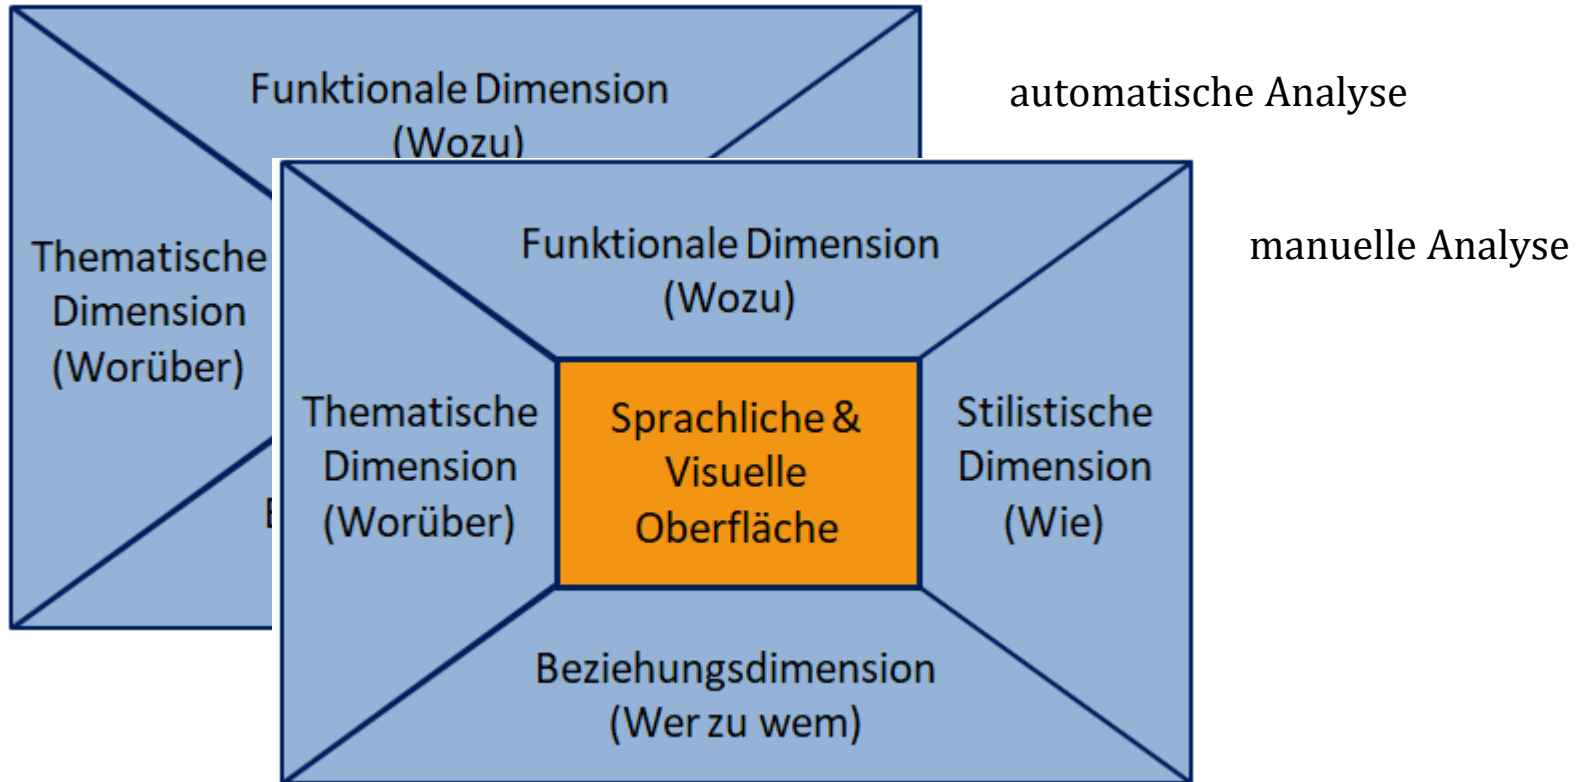 Funktionale Dimension
(Wozu)
automatische Analyse
Thematische
Dimension
(Worüber)
Funktionale Dimension
(Wozu)
manuelle Analyse
Thematische
Dimension
(Worüber)
Sprachliche &
Visuelle
Oberfläche
Stilistische
Dimension
(Wie)
Beziehungsdimension
(Wer zu wem)